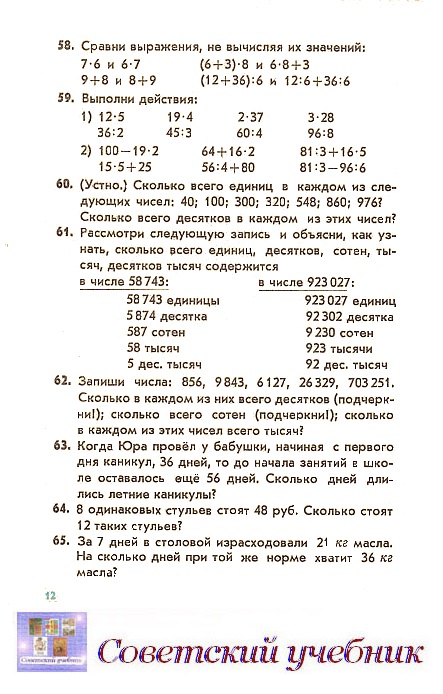 58. Сравни выражения, не вычисляя их значений:
7·6 и 6·7 (6+3)·8 и 6·8+3
9+8 и 8+9 (12+36):6 и 12:6+36:6
59. Выполни действия:
1) 12·5 19·4 2·37 3·28
36:2 45:3 60:4 96:8
2) 100−19·2 64+16·2 81:3+16·5
15·5+25 56:4+80 81:3−96:6
60. (Устно.) Сколько всего единиц в каждом из сле-
дующих чисел: 40; 100; 300; 320; 548; 860; 976?
Сколько всего десятков в каждом из этих чисел?
61. Рассмотри следующую запись и объясни, как уз-
нать, сколько всего единиц, десятков, сотен, ты-
сяч, десятков тысяч содержится
в числе 58 743: в числе 923 027:
58 743 единицы 923 027 единиц
5 874 десятка 92 302 десятка
587 сотен 9 230 сотен
58 тысяч 923 тысячи
5 дес. тысяч 92 дес. тысяч
62. Запиши числа: 856, 9 843, 6 127, 26 329, 703 251.
Сколько в каждом из них всего десятков (подчерк-
ни!); сколько всего сотен (подчеркни!); сколько
в каждом из этих чисел всего тысяч?
63. Когда Юра провёл у бабушки, начиная с первого
дня каникул, 36 дней, то до начала занятий в шко-
ле оставалось ещё 56 дней. Сколько дней дли-
лись летние каникулы?
64. 8 одинаковых стульев стоят 48 руб. Сколько стоят
12 таких стульев?
65. За 7 дней в столовой израсходовали 21 кг масла.
На сколько дней при той же норме хватит 36 кг
масла?
12
Советский учебник
Советский учебник